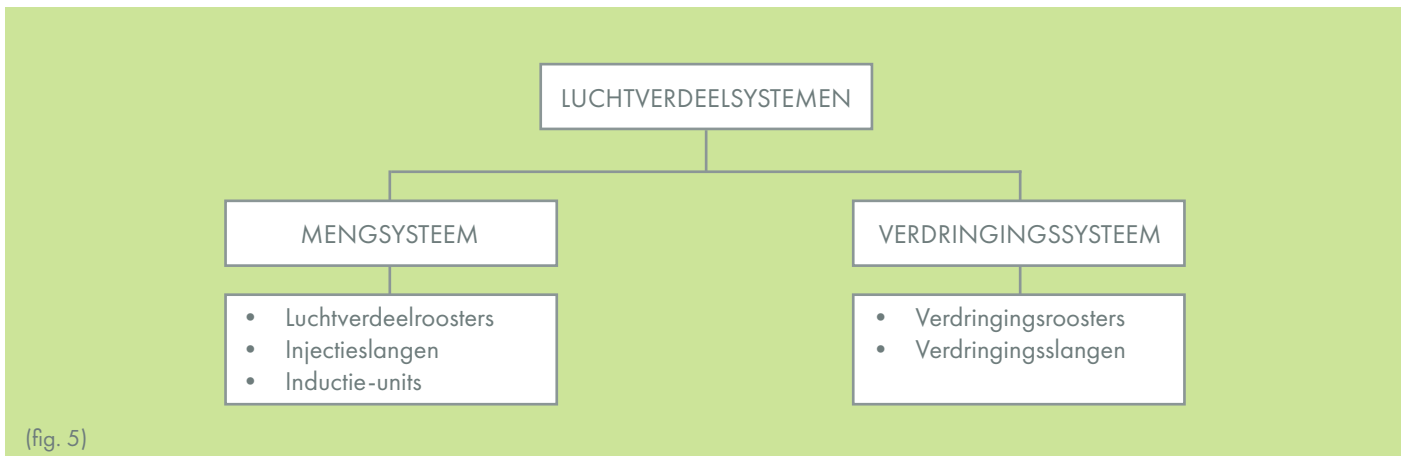 LUCHTVERDEELSYSTEMEN
MENGSYSTEEM
• Luchtverdeelroosters
• Injectieslangen
• Inductie-units
VERDRINGINGSSYSTEEM
• Verdringingsroosters
• Verdringingsslangen
(fig. 5)